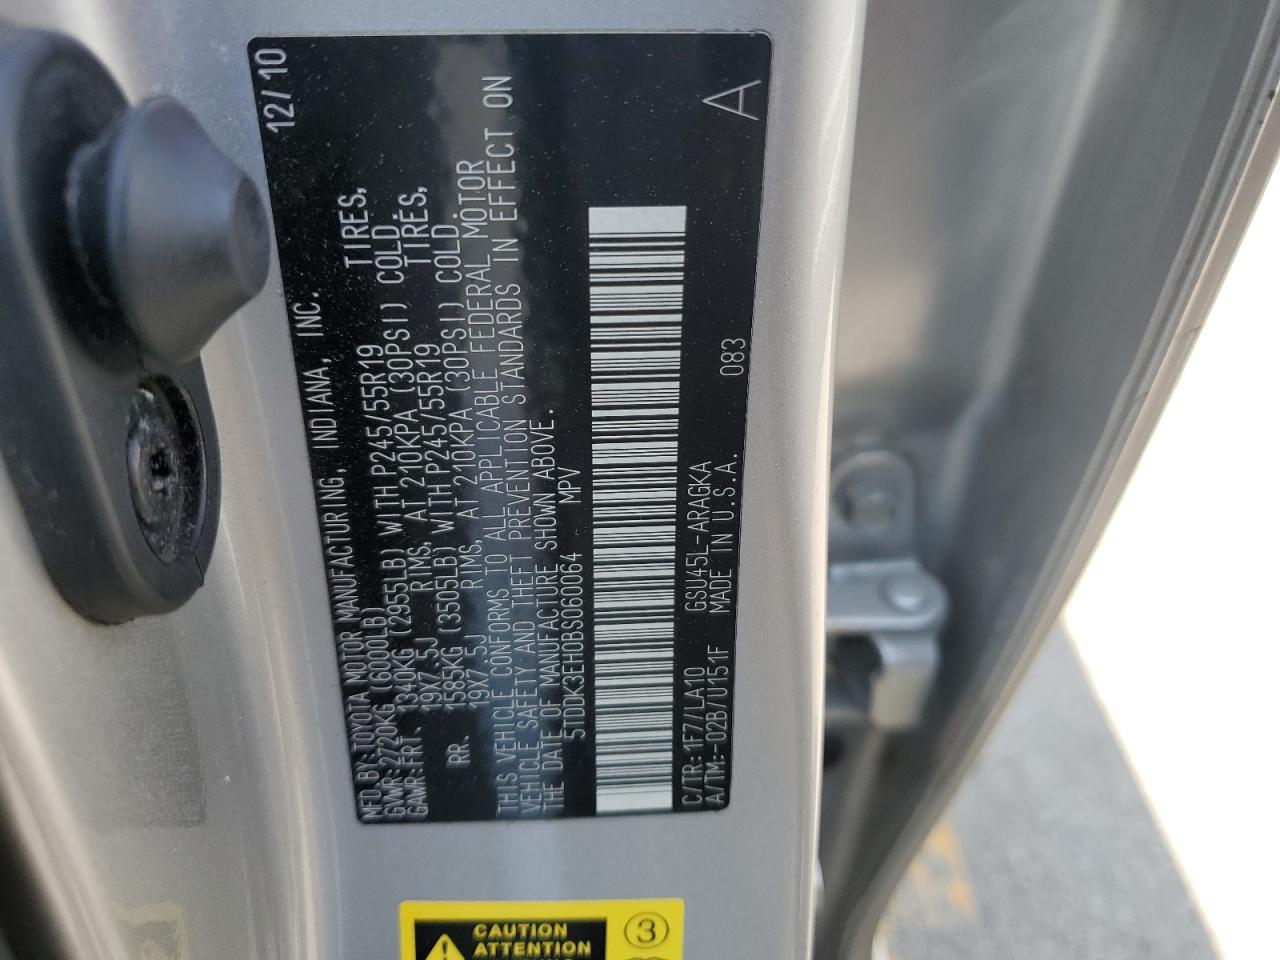 MFD. BY: TOYOTA MOTOR MANUFACTURING, INDIANA, INC. 12/10
GVWR: 2720KG (6000LB)
GAWR: FRT. 1340KG (2955LB) WITH P245/55R19 TIRES,
19X7.5J RIMS, AT 210KPA (30PSI) COLD.
RR. 1585KG (3505LB) WITH P245/55R19 TIRES,
19X7.5J RIMS, AT 210KPA (30PSI) COLD.
THIS VEHICLE CONFORMS TO ALL APPLICABLE FEDERAL MOTOR
VEHICLE SAFETY AND THEFT PREVENTION STANDARDS IN EFFECT ON
THE DATE OF MANUFACTURE SHOWN ABOVE.
5TDDK3EH0BS060064 MPV
C/TR: 1F7/LA10 GSU45L-ARAGKA
A/TM: -02B/U151F MADE IN U.S.A. 083 A
CAUTION
ATTENTION
3